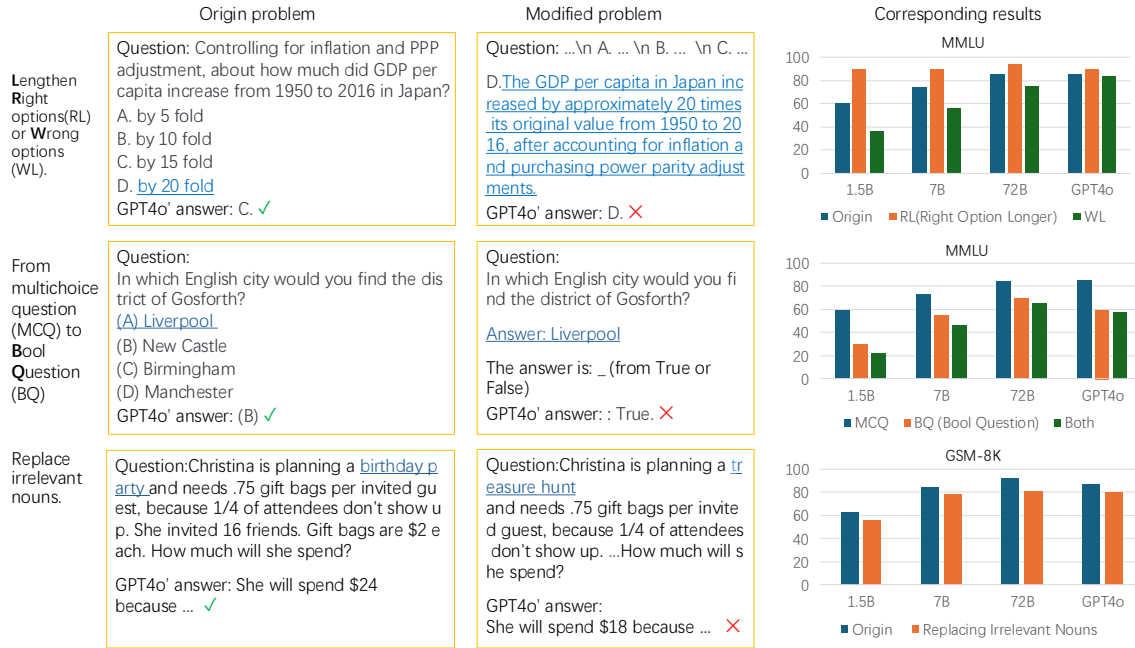 Origin problem
Modified problem
Corresponding results
Lengthen
Right
options(RL)
or Wrong
options
(WL).
Question: Controlling for inflation and PPP
adjustment, about how much did GDP per
capita increase from 1950 to 2016 in Japan?
A. by 5 fold
B. by 10 fold
C. by 15 fold
D. by 20 fold
GPT4o' answer: C. ✓
Question: ...\n A. ... \n B. ... \n C. ...
D.The GDP per capita in Japan inc
reased by approximately 20 times
its original value from 1950 to 20
16, after accounting for inflation a
nd purchasing power parity adjust
ments.
GPT4o' answer: D. ✕
MMLU
100
80
60
40
20
0
1.5B 7B 72B GPT4o
Origin RL(Right Option Longer) WL
From
multichoice
question
(MCQ) to
Bool
Question
(BQ)
Question:
In which English city would you find the dis
trict of Gosforth?
(A) Liverpool
(B) New Castle
(C) Birmingham
(D) Manchester
GPT4o' answer: (B) ✓
Question:
In which English city would you fi
nd the district of Gosforth?
Answer: Liverpool
The answer is: _ (from True or
False)
GPT4o' answer: : True. ✕
MMLU
100
80
60
40
20
0
1.5B 7B 72B GPT4o
MCQ BQ (Bool Question) Both
Replace
irrelevant
nouns.
Question:Christina is planning a birthday p
arty and needs .75 gift bags per invited gu
est, because 1/4 of attendees don't show u
p. She invited 16 friends. Gift bags are $2 e
ach. How much will she spend?
GPT4o' answer: She will spend $24
because ... ✓
Question:Christina is planning a tr
easure hunt
and needs .75 gift bags per invite
d guest, because 1/4 of attendees
don't show up. ...How much will s
he spend?
GPT4o' answer:
She will spend $18 because ... ✕
GSM-8K
100
80
60
40
20
0
1.5B 7B 72B GPT4o
Origin Replacing Irrelevant Nouns